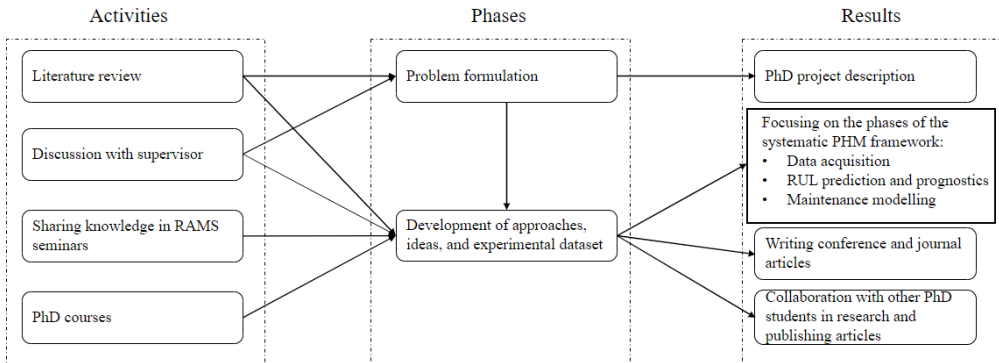 Activities
Phases
Results
Literature review
Discussion with supervisor
Sharing knowledge in RAMS
seminars
PhD courses
Problem formulation
Development of approaches,
ideas, and experimental dataset
PhD project description
Focusing on the phases of the
systematic PHM framework:
• Data acquisition
• RUL prediction and prognostics
• Maintenance modelling
Writing conference and journal
articles
Collaboration with other PhD
students in research and
publishing articles